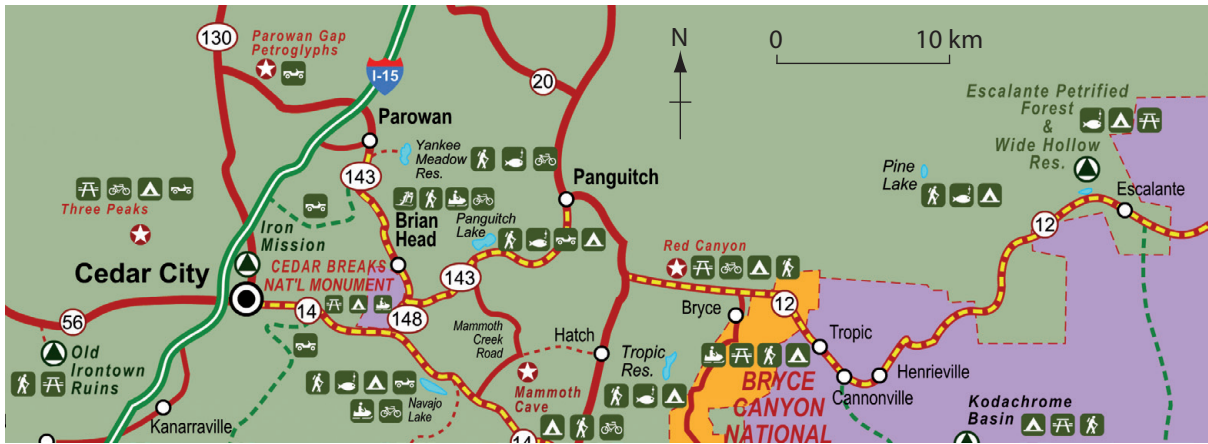 130
Parowan Gap
Petroglyphs
I-15
20
N
0
10 km
Escalante Petrified
Forest
&
Wide Hollow
Res.
Parowan
Yankee
Meadow
Res.
143
Panguitch
Pine
Lake
Escalante
Three Peaks
Iron
Mission
Brian
Head
Panguitch
Lake
12
Cedar City
CEDAR BREAKS
NAT'L MONUMENT
143
Red Canyon
56
14
148
Bryce
12
Tropic
Mammoth
Creek
Road
Hatch
Tropic
Res.
Old
Irontown
Ruins
Navajo
Lake
Mammoth
Cave
BRYCE
CANYON
NATIONAL
Henrieville
Cannonville
Kanarraville
Kodachrome
Basin
14